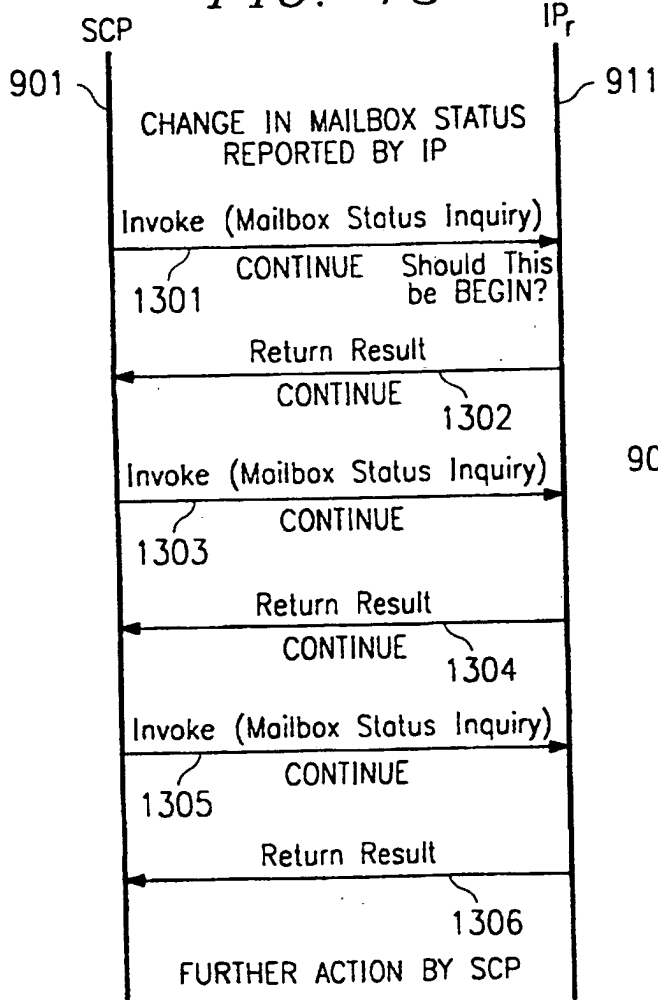 SCP
IPr
901
911
CHANGE IN MAILBOX STATUS
REPORTED BY IP
Invoke (Mailbox Status Inquiry)
CONTINUE Should This
be BEGIN?
1301
Return Result
CONTINUE
1302
90
Invoke (Mailbox Status Inquiry)
CONTINUE
1303
Return Result
CONTINUE
1304
Invoke (Mailbox Status Inquiry)
CONTINUE
1305
Return Result
1306
FURTHER ACTION BY SCP